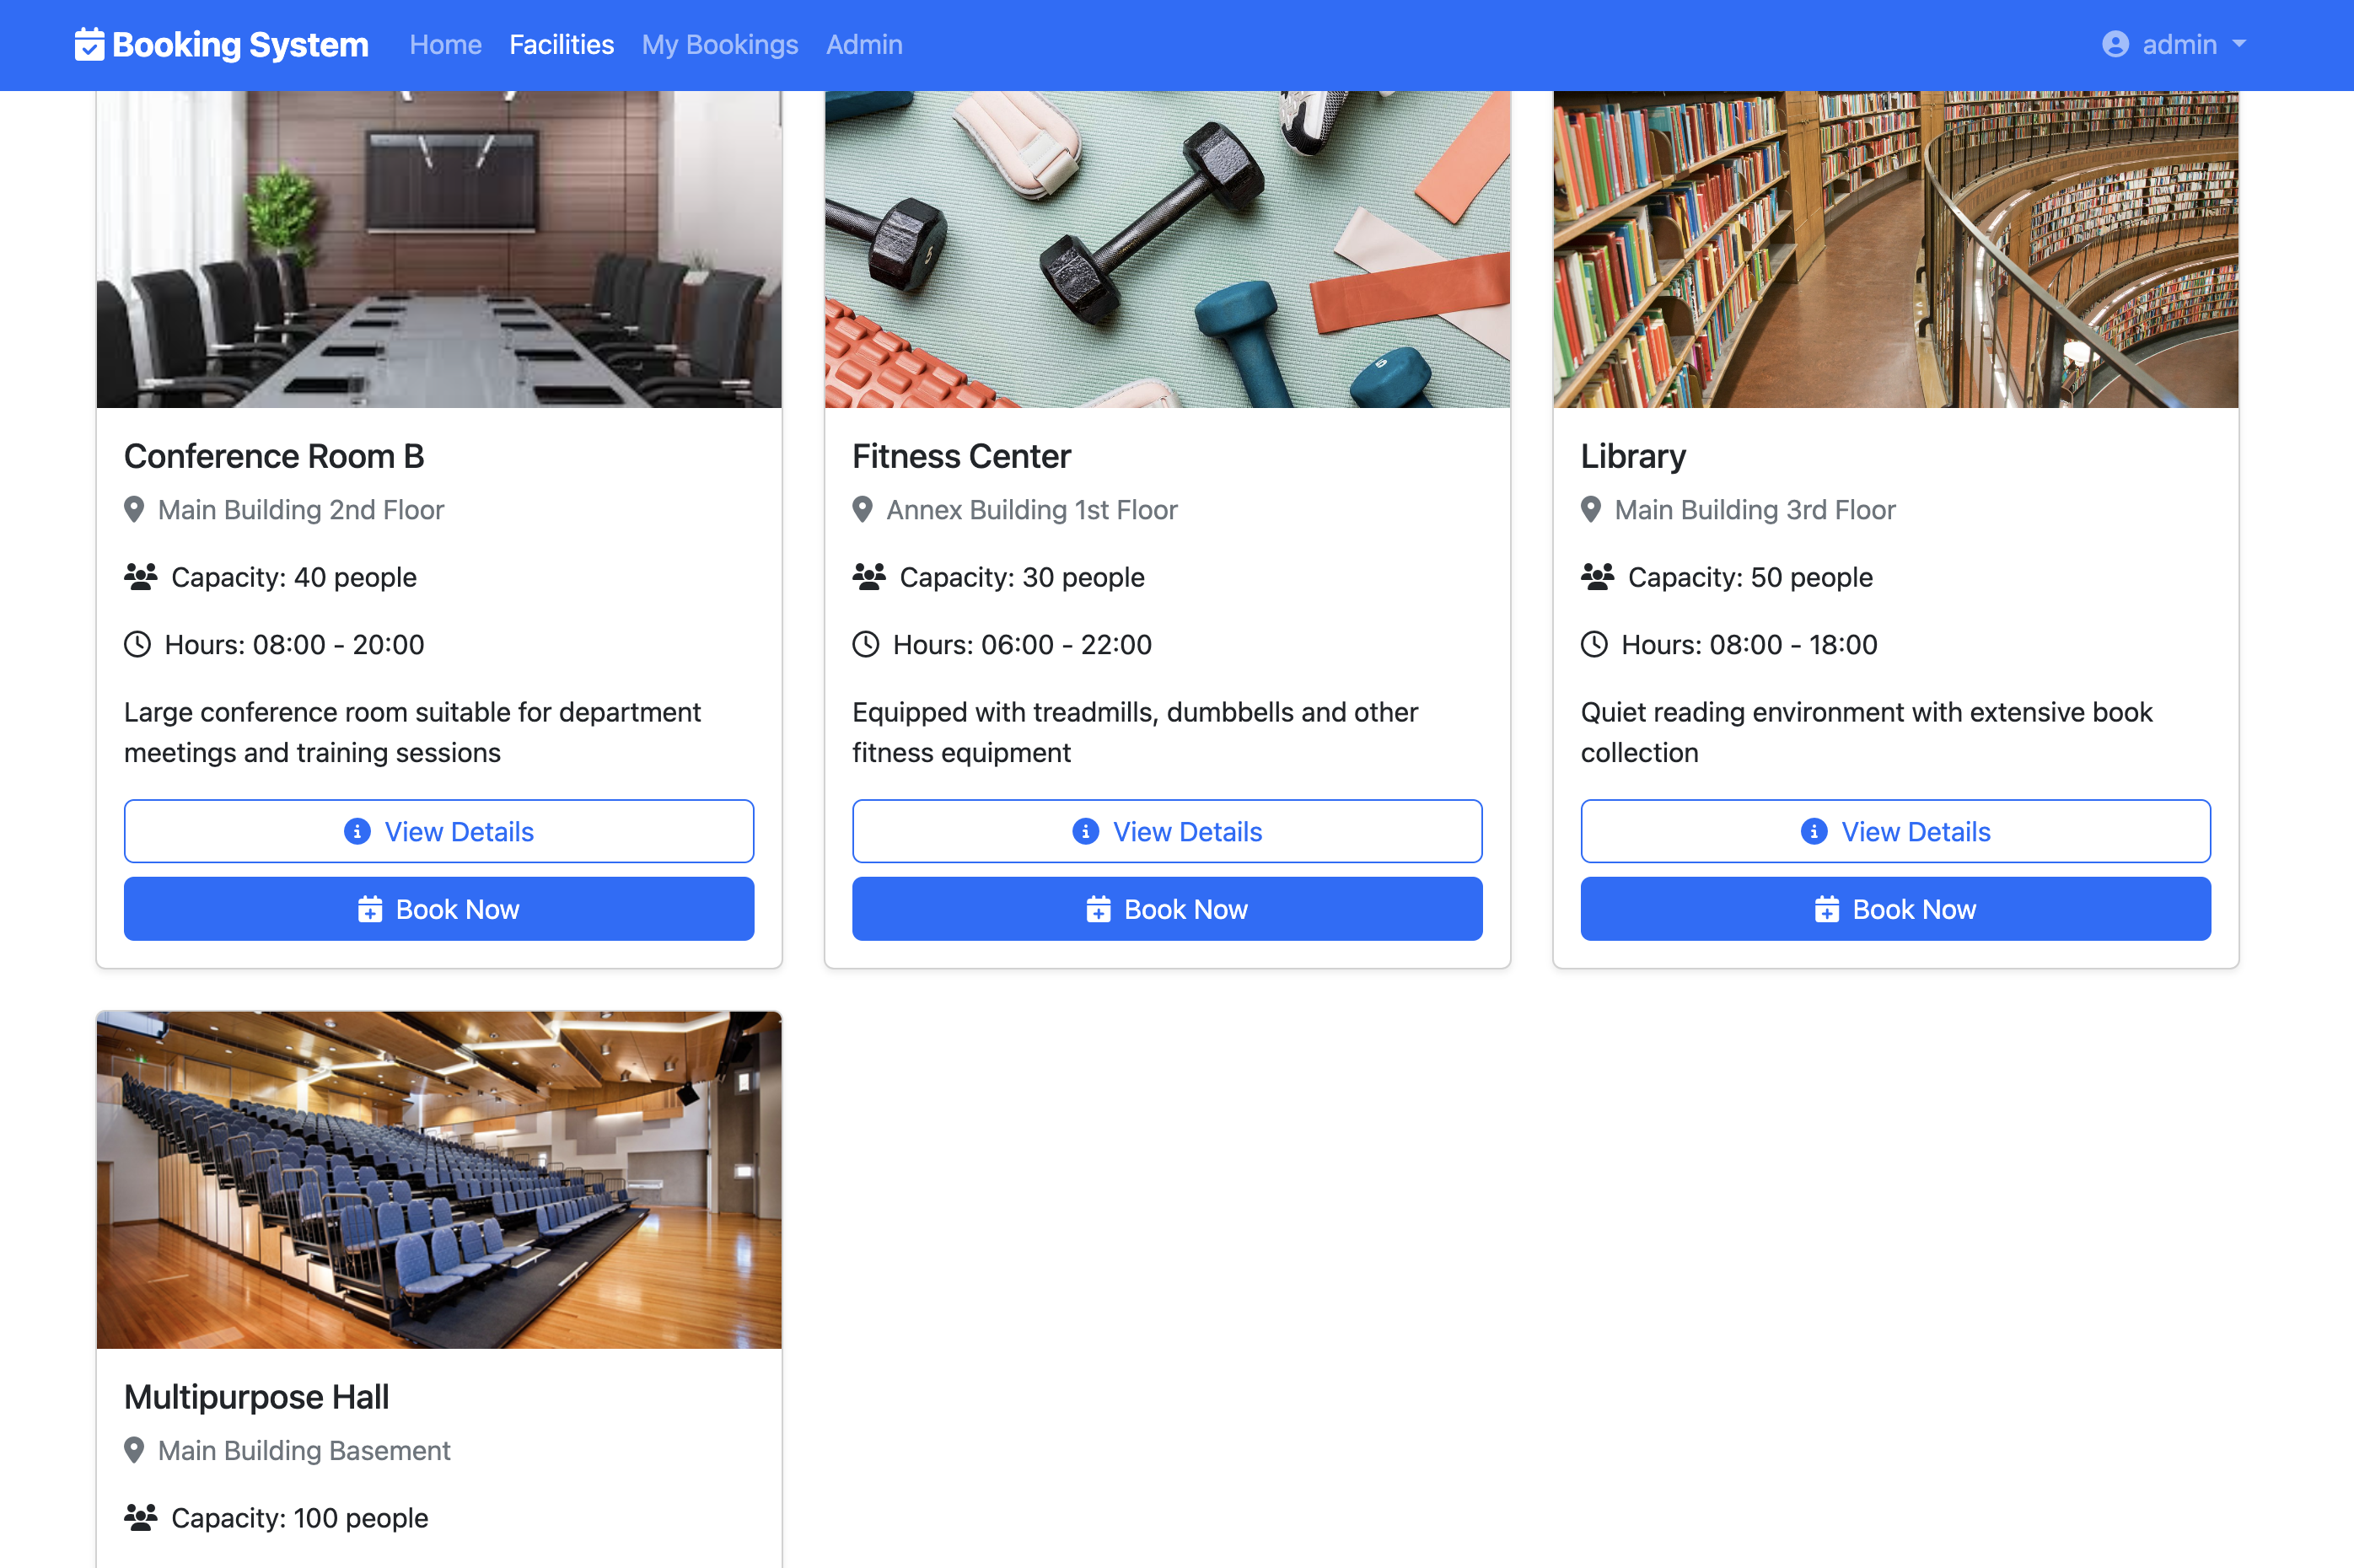 Booking System
Home
Facilities
My Bookings
Admin
admin
Conference Room B
Main Building 2nd Floor
Capacity: 40 people
Hours: 08:00 - 20:00
Large conference room suitable for department
meetings and training sessions
View Details
Book Now
Fitness Center
Annex Building 1st Floor
Capacity: 30 people
Hours: 06:00 - 22:00
Equipped with treadmills, dumbbells and other
fitness equipment
View Details
Book Now
Library
Main Building 3rd Floor
Capacity: 50 people
Hours: 08:00 - 18:00
Quiet reading environment with extensive book
collection
View Details
Book Now
Multipurpose Hall
Main Building Basement
Capacity: 100 people